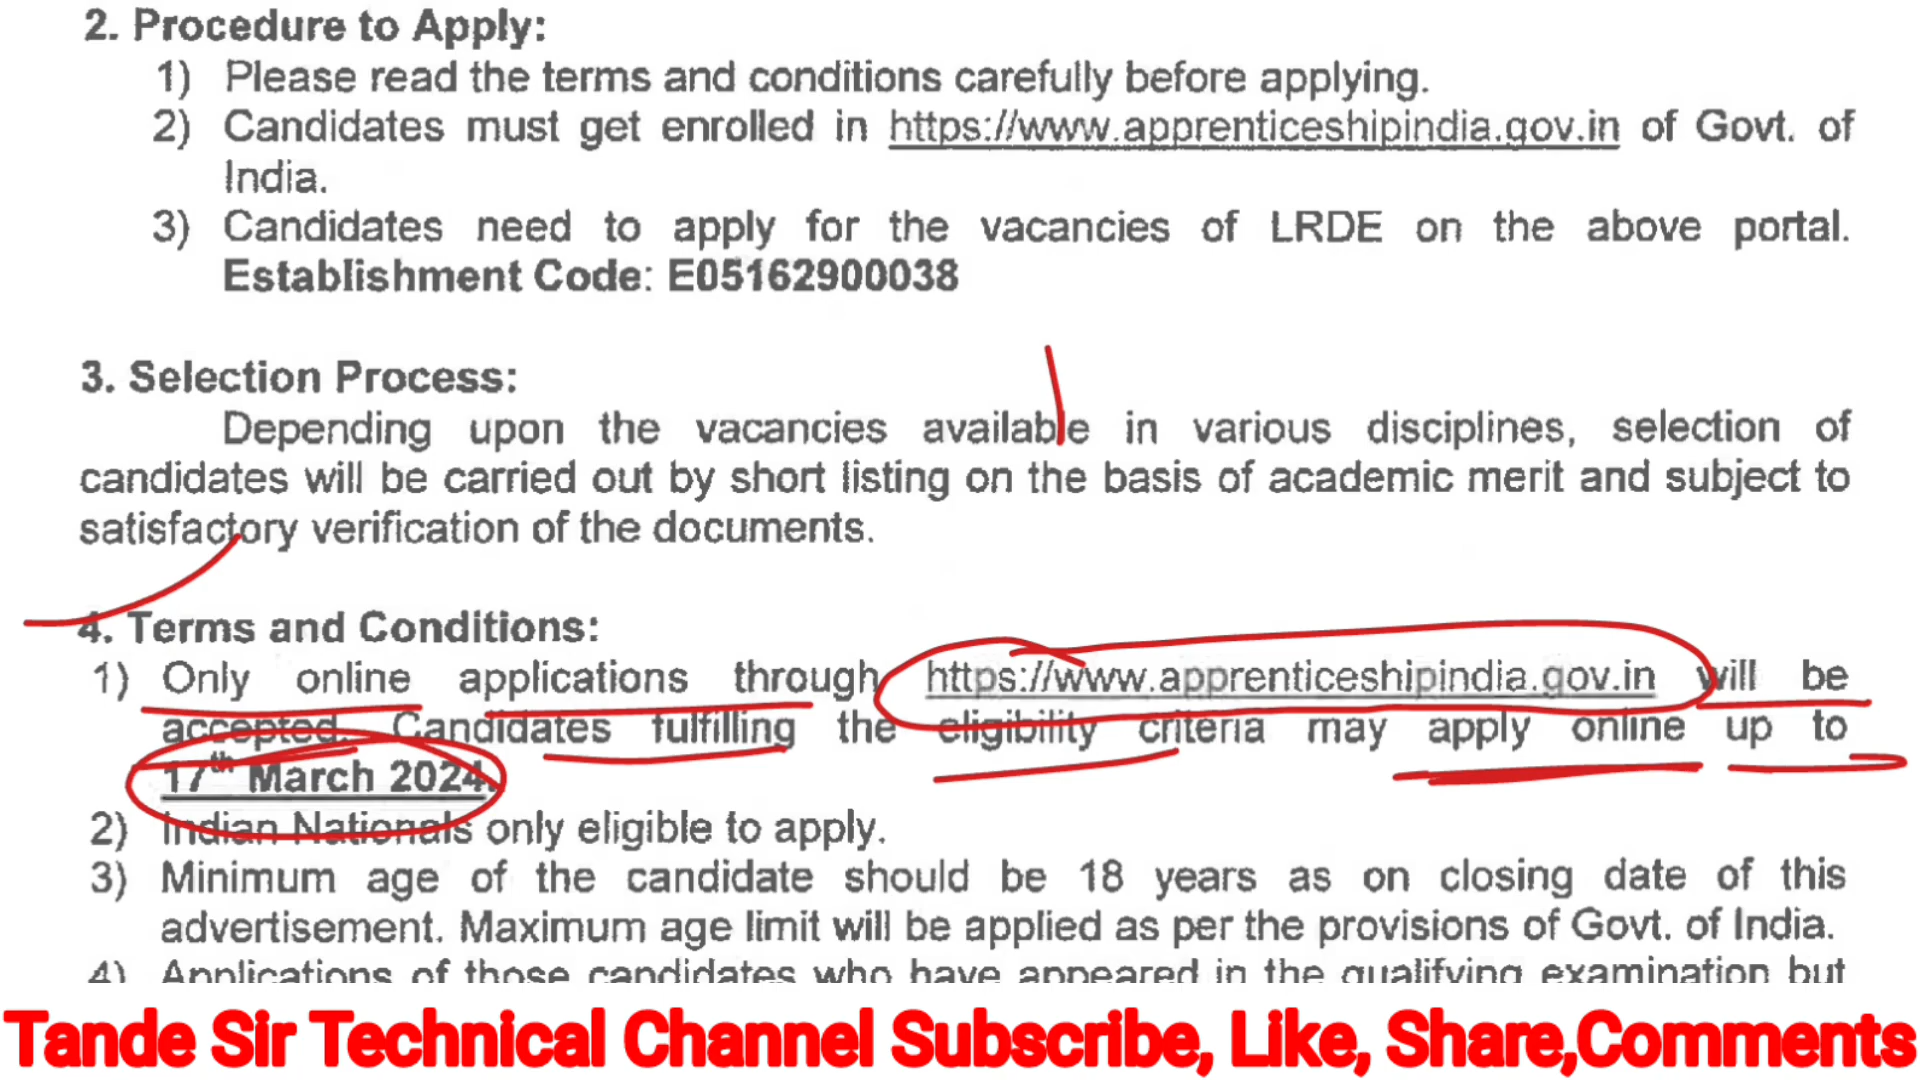 2. Procedure to Apply:
1) Please read the terms and conditions carefully before applying.
2) Candidates must get enrolled in https://www.apprenticeshipindia.gov.in of Govt. of
India.
3) Candidates need to apply for the vacancies of LRDE on the above portal.
Establishment Code: E05162900038
3. Selection Process:
Depending upon the vacancies available in various disciplines, selection of
candidates will be carried out by short listing on the basis of academic merit and subject to
satisfactory verification of the documents.
4. Terms and Conditions:
1) Only online applications through https://www.apprenticeshipindia.gov.in will be
accepted. Candidates fulfilling the eligibility criteria may apply online up to
17th March 2024.
2) Indian Nationals only eligible to apply.
3) Minimum age of the candidate should be 18 years as on closing date of this
advertisement. Maximum age limit will be applied as per the provisions of Govt. of India.
4) Applications of those candidates who have appeared in the qualifying examination but
Tande Sir Technical Channel Subscribe, Like, Share,Comments